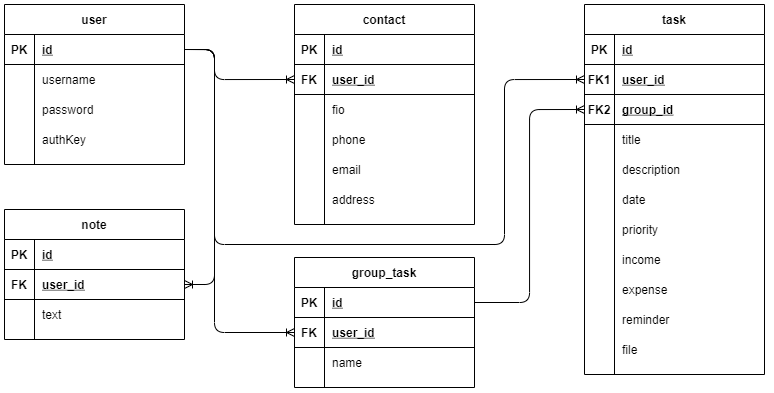 user
PK id
username
password
authKey
contact
PK id
FK user_id
fio
phone
email
address
task
PK id
FK1 user_id
FK2 group_id
title
description
date
priority
income
expense
reminder
file
note
PK id
FK user_id
text
group_task
PK id
FK user_id
name